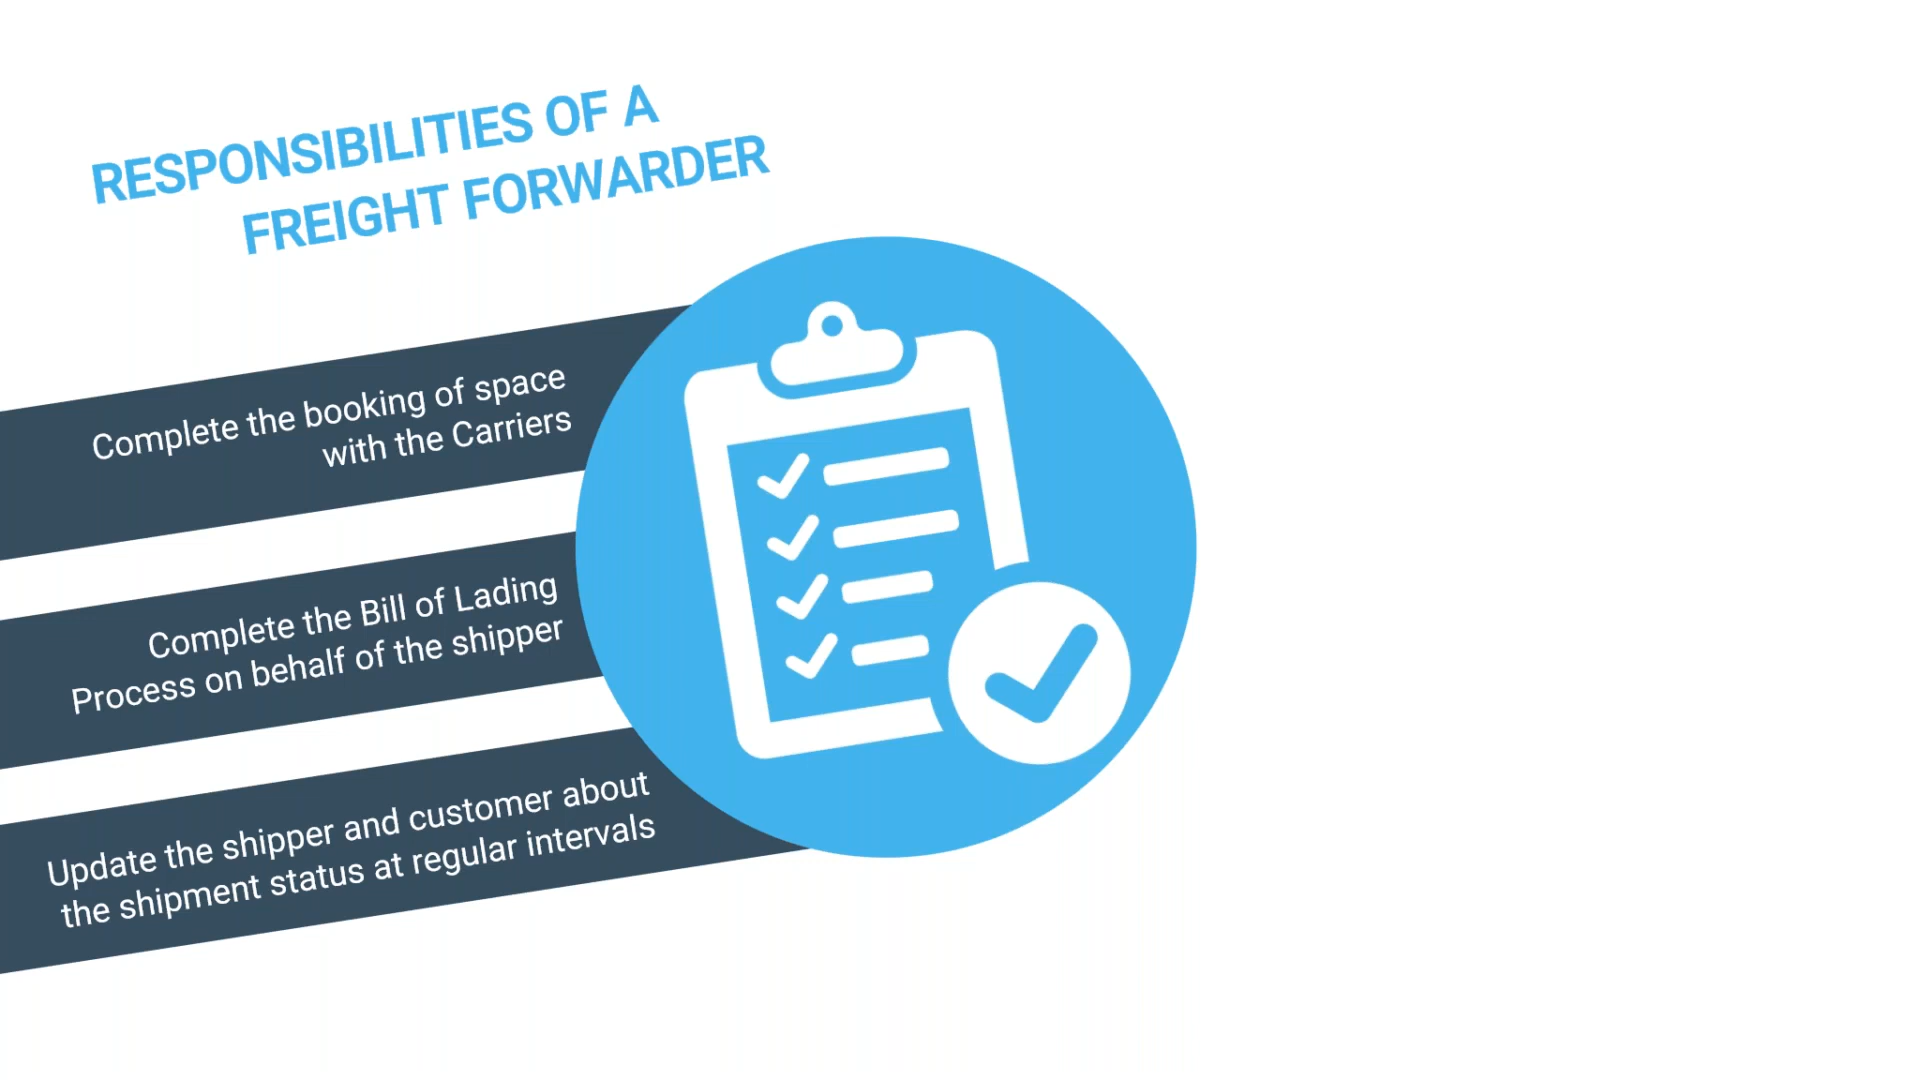 RESPONSIBILITIES OF A
FREIGHT FORWARDER
Complete the booking of space
with the Carriers
Complete the Bill of Lading
Process on behalf of the shipper
Update the shipper and customer about
the shipment status at regular intervals